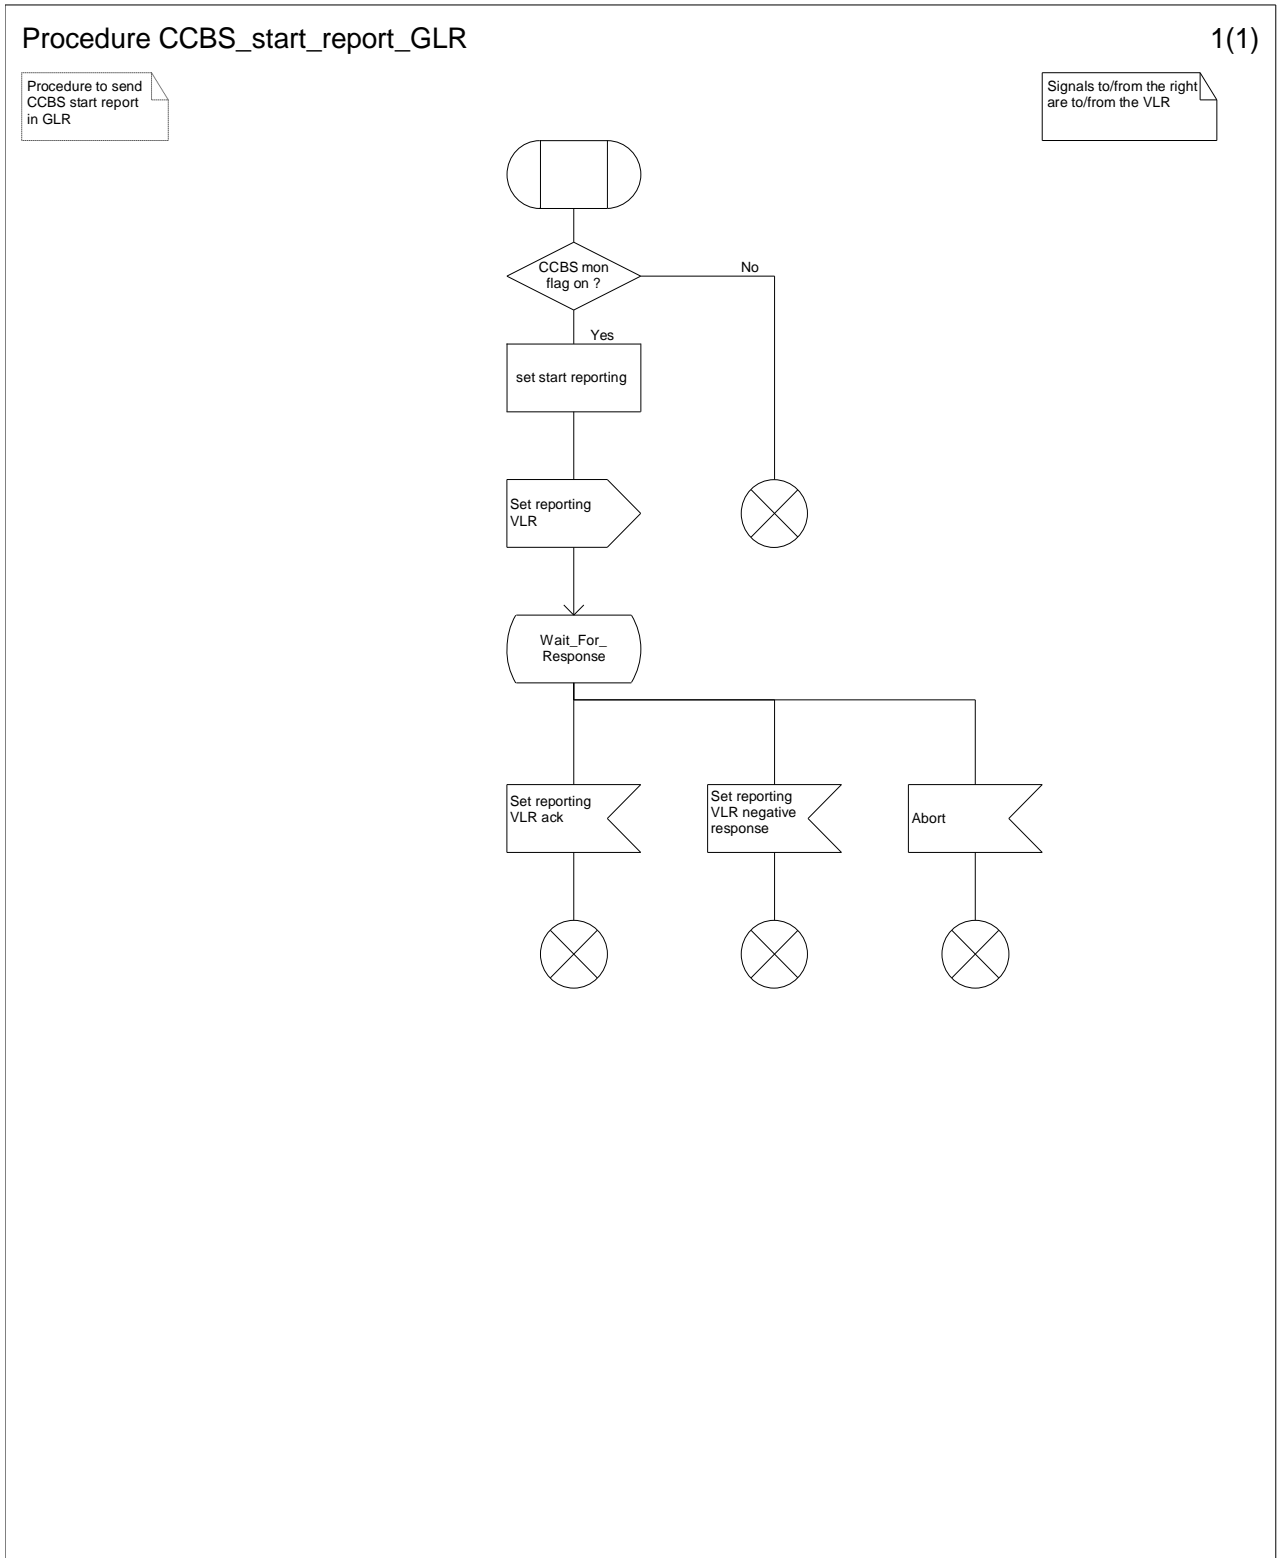 Procedure CCBS_start_report_GLR
1(1)
Procedure to send
CCBS start report
in GLR
Signals to/from the right
are to/from the VLR
CCBS mon
flag on ?
No
Yes
set start reporting
Set reporting
VLR
Wait_For_
Response
Set reporting
VLR ack
Set reporting
VLR negative
response
Abort